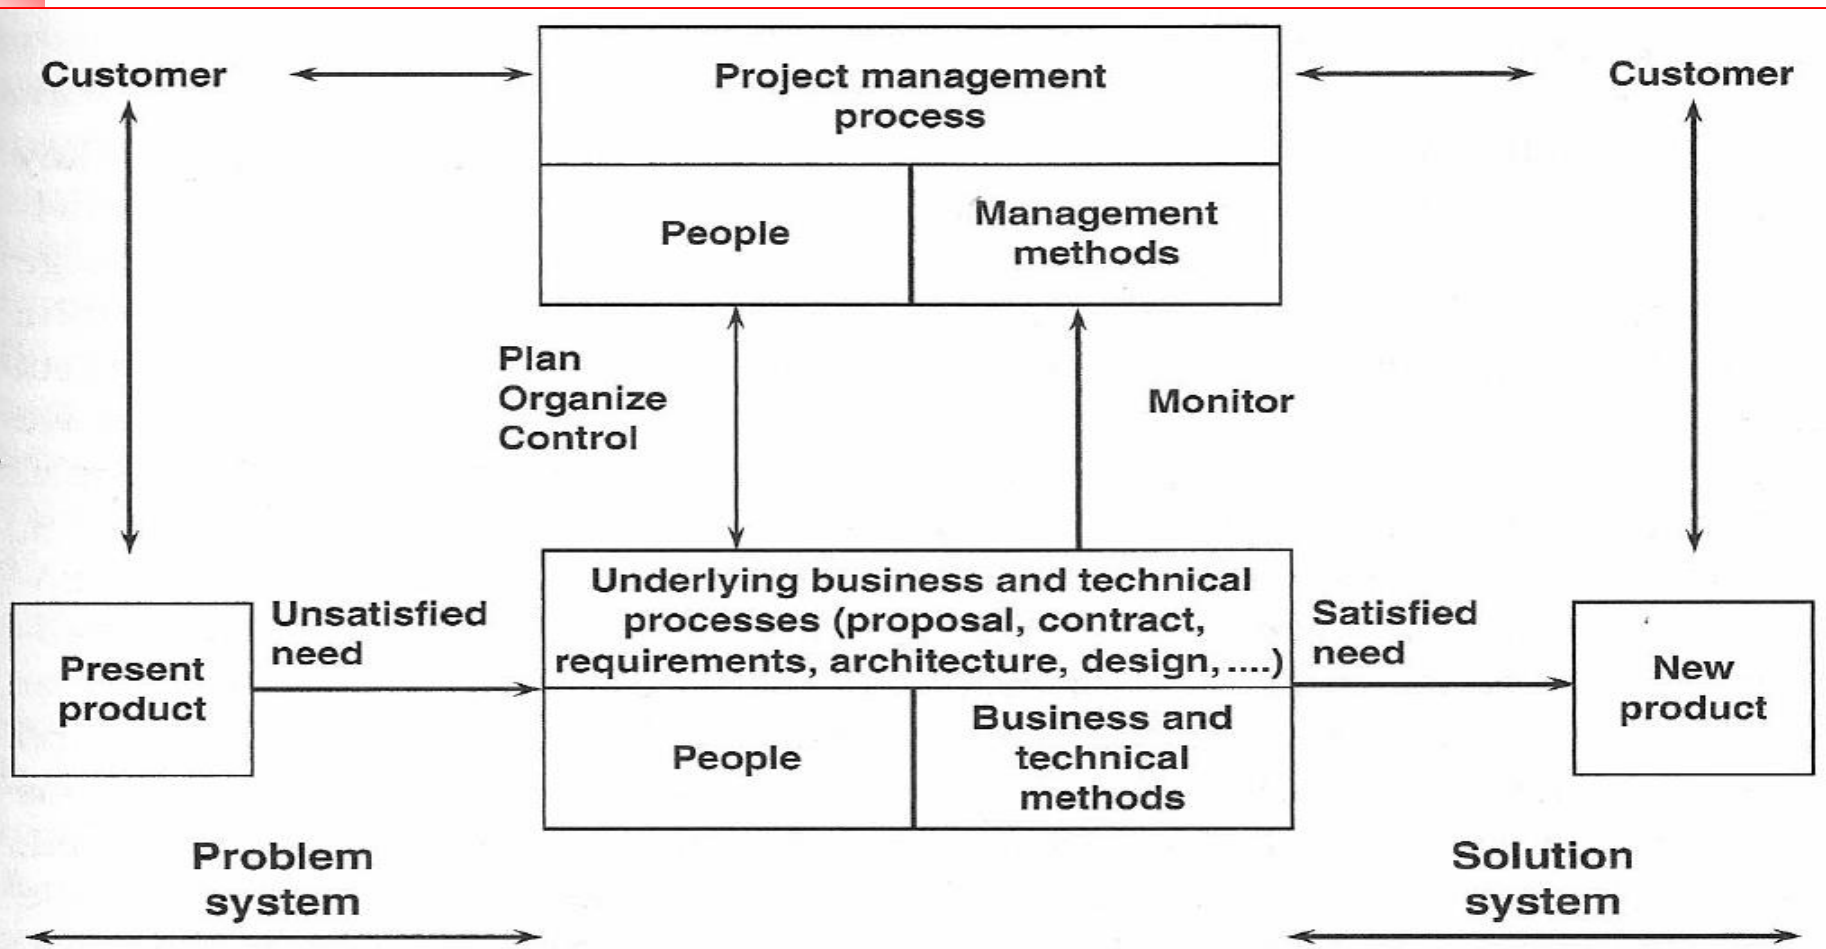 Customer
Project management
process
Customer
People
Management
methods
Plan
Organize
Control
Monitor
Present
product
Unsatisfied
need
Underlying business and technical
processes (proposal, contract,
requirements, architecture, design, ....)
People
Business and
technical
methods
Satisfied
need
New
product
Problem
system
Solution
system